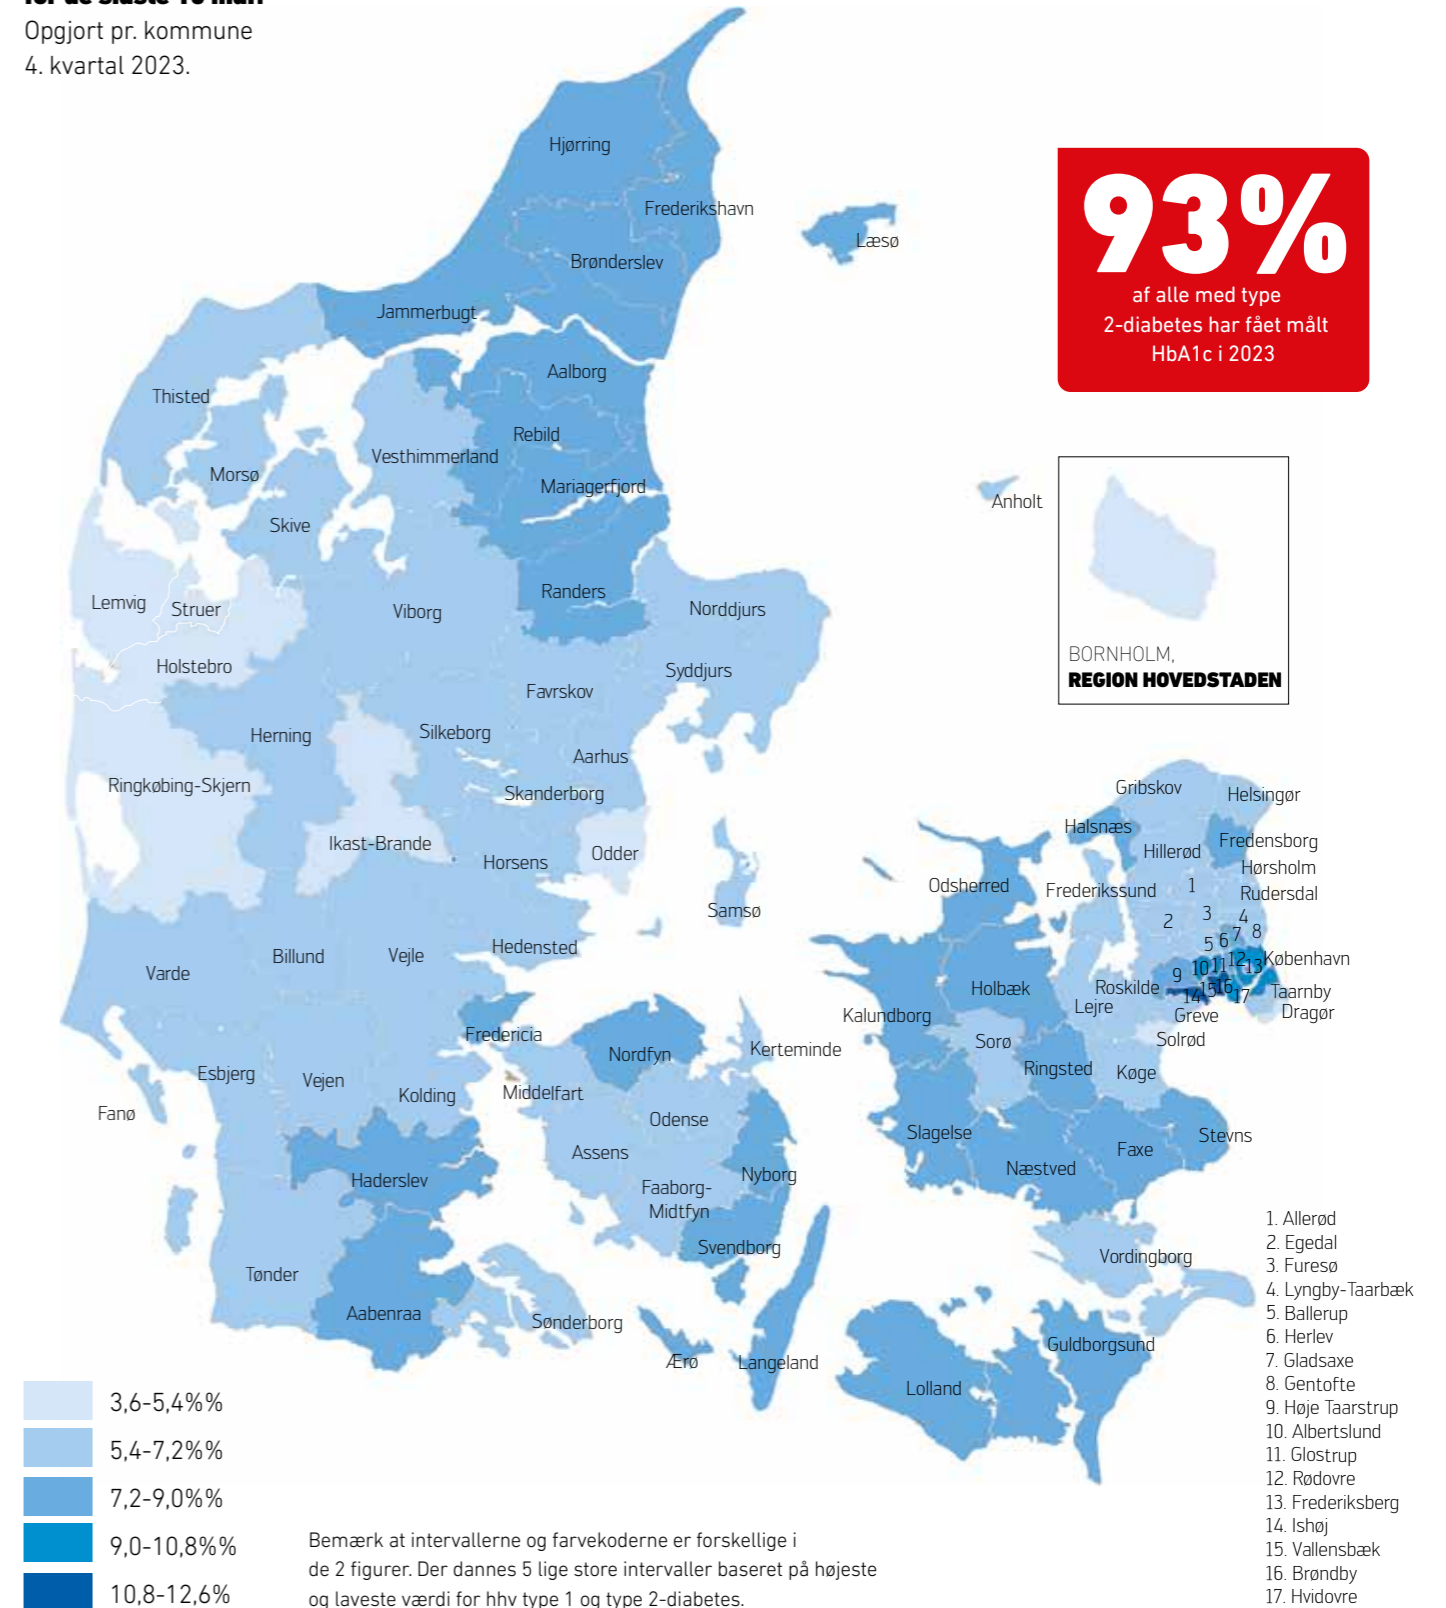 for de sidste 15 mdr.
Opgjort pr. kommune
4. kvartal 2023.
Hjørring
Frederikshavn
Læsø
Brønderslev
Jammerbugt
93%
af alle med type
2-diabetes har fået målt
HbA1c i 2023
Aalborg
Thisted
Rebild
Vesthimmerland
Morsø
Mariagerfjord
Anholt
Skive
Randers
Lemvig
Struer
Viborg
Norddjurs
Holstebro
Syddjurs
Favrskov
BORNHOLM,
REGION HOVEDSTADEN
Herning
Silkeborg
Aarhus
Ringkøbing-Skjern
Skanderborg
Gribskov
Helsingør
Halsnæs
Fredensborg
Ikast-Brande
Odder
Horsens
Hillerød
Hørsholm
Odsherred
Frederikssund
1
Rudersdal
Samsø
2
3
4
Hedensted
5
6
7
8
Billund
Vejle
Varde
København
9
10
11
12
13
Holbæk
Roskilde
14
15
16
17
Taarnby
Lejre
Greve
Dragør
Kalundborg
Solrød
Fredericia
Nordfyn
Kerteminde
Sorø
Ringsted
Køge
Esbjerg
Vejen
Kolding
Middelfart
Fanø
Odense
Slagelse
Stevns
Assens
Faxe
Næstved
Haderslev
Nyborg
Faaborg-
Midtfyn
Svendborg
Vordingborg
Tønder
Aabenraa
Sønderborg
Ærø
Langeland
Guldborgsund
Lolland
1. Allerød
2. Egedal
3. Furesø
4. Lyngby-Taarbæk
5. Ballerup
6. Herlev
7. Gladsaxe
8. Gentofte
9. Høje Taarstrup
10. Albertslund
11. Glostrup
12. Rødovre
13. Frederiksberg
14. Ishøj
15. Vallensbæk
16. Brøndby
17. Hvidovre
3,6-5,4%%
5,4-7,2%%
7,2-9,0%%
9,0-10,8%%
10,8-12,6%
Bemærk at intervallerne og farvekoderne er forskellige i
de 2 figurer. Der dannes 5 lige store intervaller baseret på højeste
og laveste værdi for hhv type 1 og type 2-diabetes.